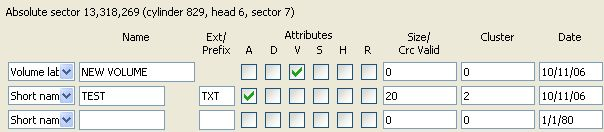 Absolute sector 13,318,269 (cylinder 829, head 6, sector 7)
Name Ext/ Prefix Attributes A D V S H R Size/ Crc Valid Cluster Date
Volume lab NEW VOLUME 0 0 10/11/06
Short nam TEST TXT 20 2 10/11/06
Short nam 0 0 1/1/80